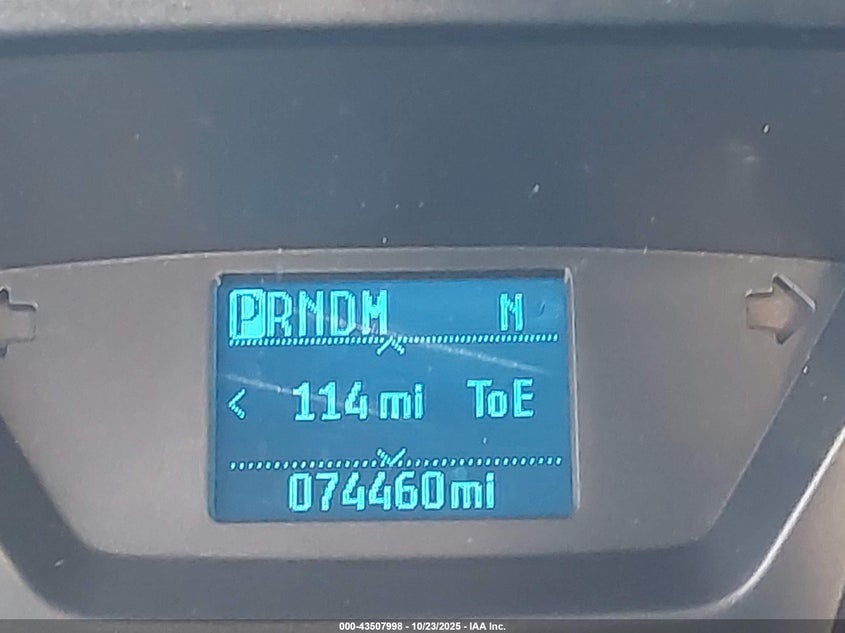 PRNDM N
< 114 mi ToE
074460mi
000-43507998 - 10/23/2025 - IAA Inc.